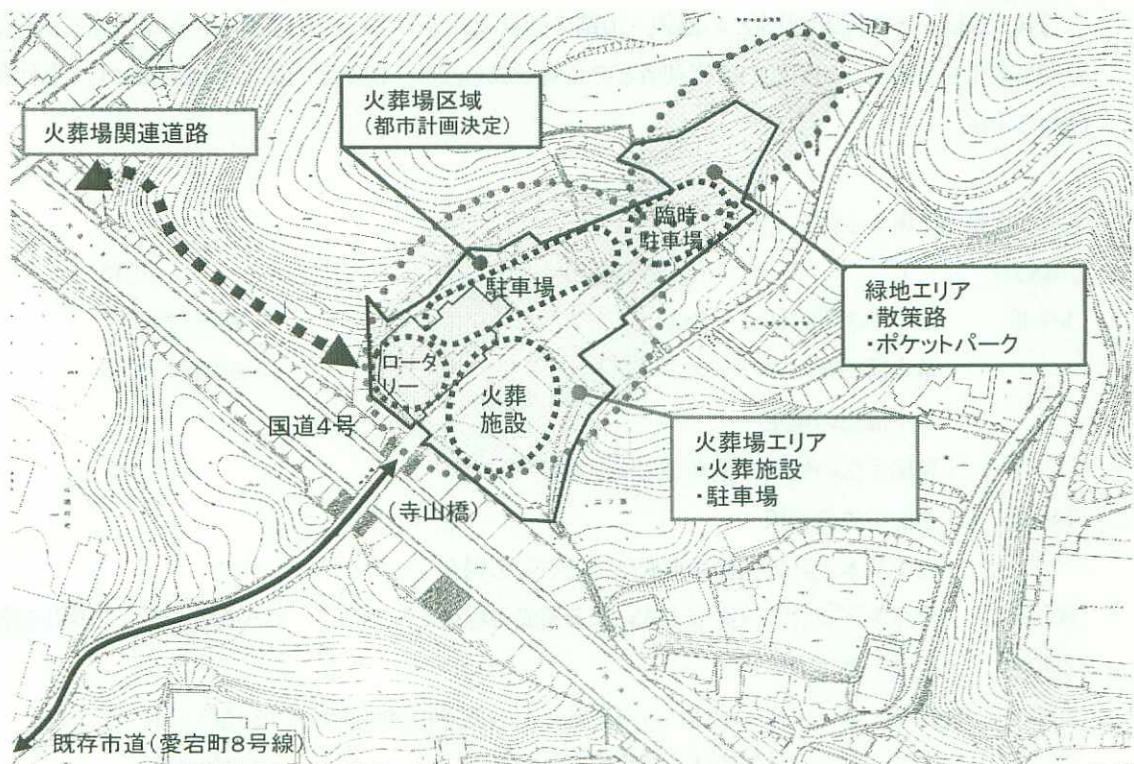 火葬場関連道路
火葬場区域
(都市計画決定)
臨時
駐車場
駐車場
緑地エリア
・散策路
・ポケットパーク
ロータ
リー
火葬
施設
国道4号
火葬場エリア
・火葬施設
・駐車場
(寺山橋)
既存市道(愛宕町8号線)